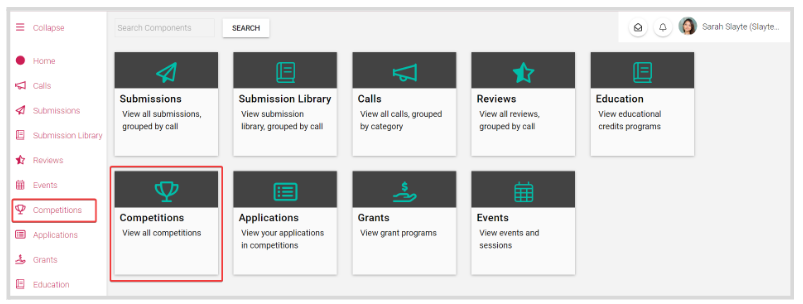 Collapse
Search Components
SEARCH
Sarah Slayte (Slayte...
Home
Calls
Submissions
Submission Library
Reviews
Events
Competitions
Applications
Grants
Education
Submissions
View all submissions,
grouped by call
Submission Library
View submission
library, grouped by call
Calls
View all calls, grouped
by category
Reviews
View all reviews,
grouped by call
Education
View educational
credits programs
Competitions
View all competitions
Applications
View your applications
in competitions
Grants
View grant programs
Events
View events and
sessions